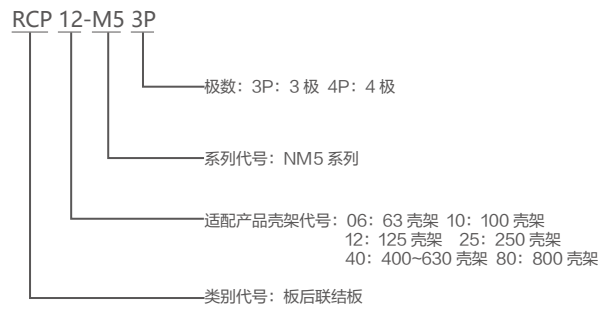 RCP 12-M5 3P
极数：3P：3 极 4P：4 极
系列代号：NM5 系列
适配产品壳架代号：06：63 壳架 10：100 壳架
12：125 壳架 25：250 壳架
40：400~630 壳架 80：800 壳架
类别代号：板后联结板